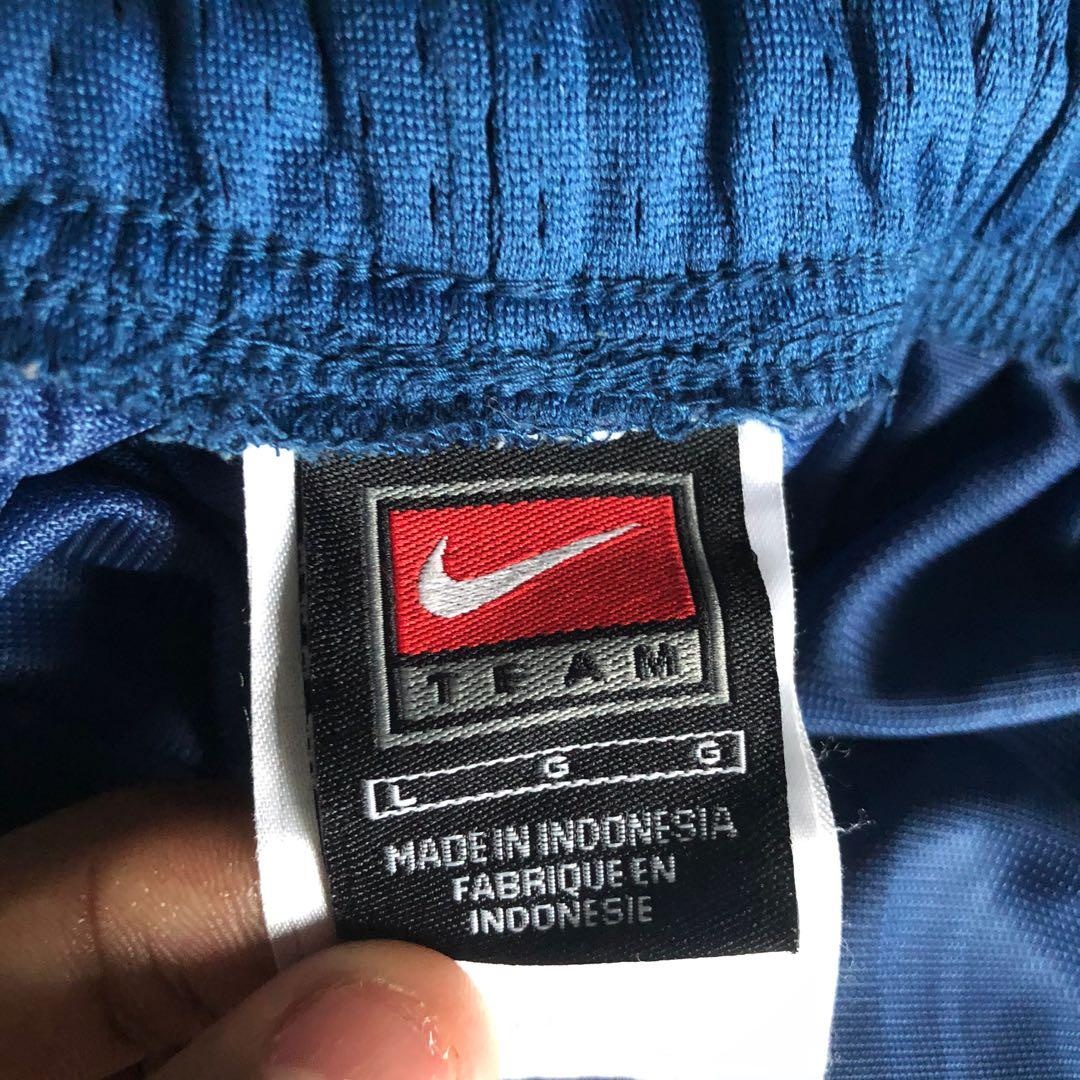 TEAM
L G G
MADE IN INDONESIA
FABRIQUE EN
INDONESIE